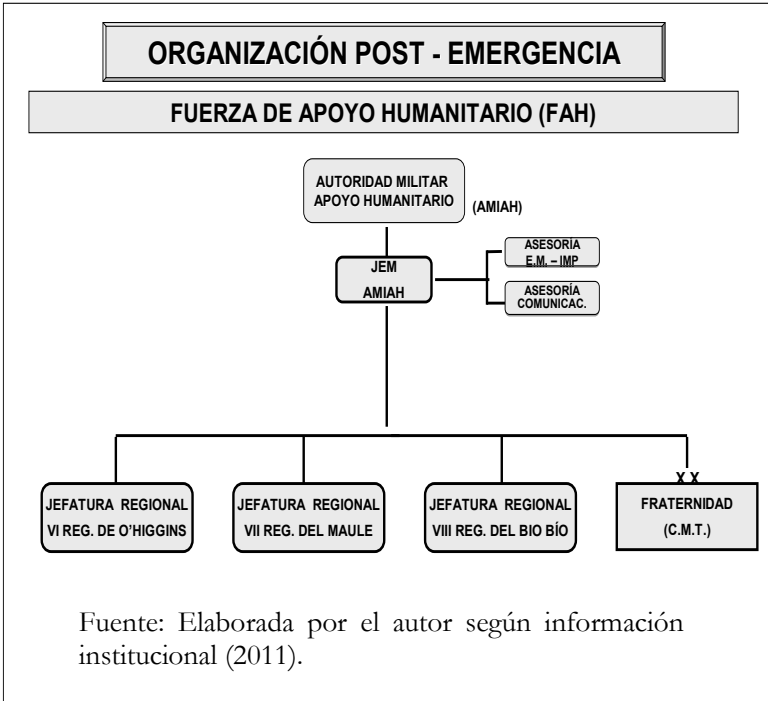 ORGANIZACIÓN POST - EMERGENCIA
FUERZA DE APOYO HUMANITARIO (FAH)
AUTORIDAD MILITAR
APOYO HUMANITARIO
(AMIAH)
JEM
AMIAH
ASESORÍA
E.M. – IMP
ASESORÍA
COMUNICAC.
JEFATURA REGIONAL
VI REG. DE O'HIGGINS
JEFATURA REGIONAL
VII REG. DEL MAULE
JEFATURA REGIONAL
VIII REG. DEL BIO BÍO
X X
FRATERNIDAD
(C.M.T.)
Fuente: Elaborada por el autor según información
institucional (2011).